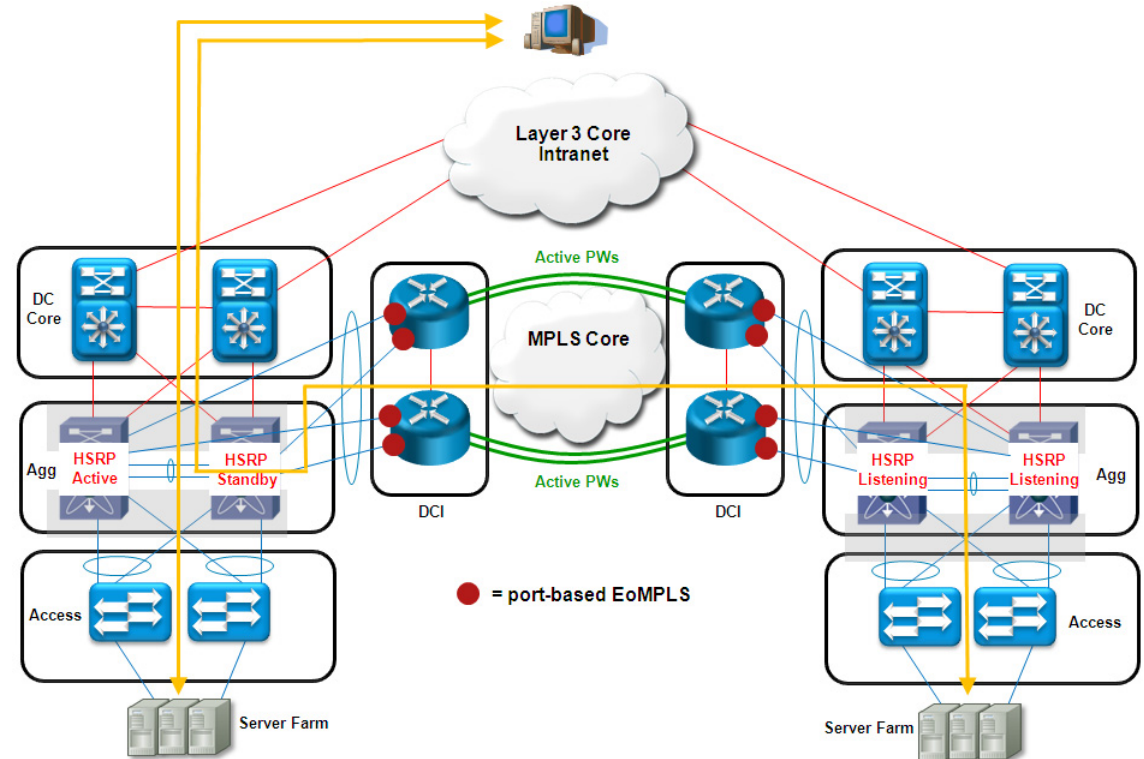 Layer 3 Core
Intranet
Active PWs
DC
Core
MPLS Core
DC
Core
Agg
HSRP
Active
HSRP
Standby
HSRP
Listening
HSRP
Listening
Agg
Active PWs
DCI
DCI
= port-based EoMPLS
Access
Access
Server Farm
Server Farm